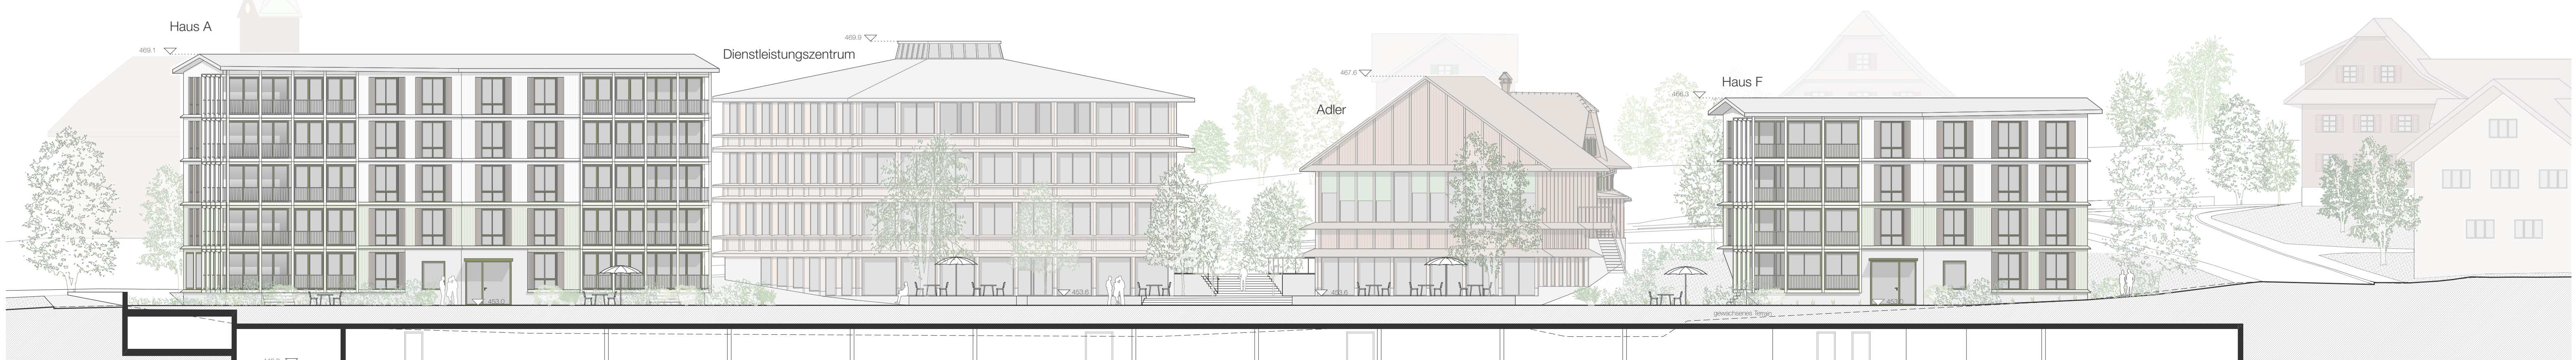 Haus A
469.1
Dienstleistungszentrum
469.9
Adler
467.6
Haus F
466.3
453.0
453.6
453.6
453.0
gewachsenes Terrain